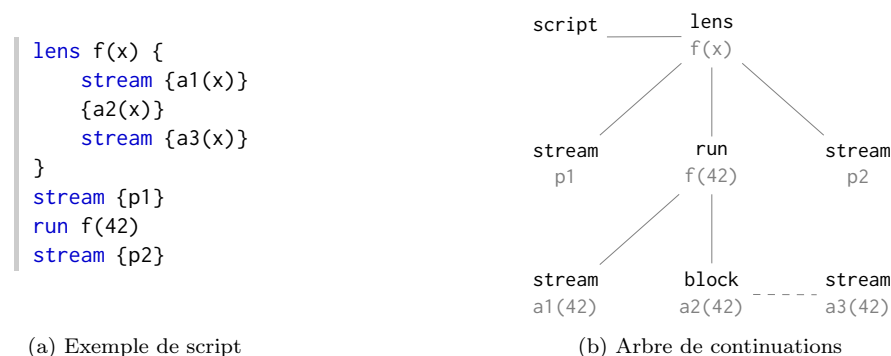 lens f(x) {
    stream {a1(x)}
    {a2(x)}
    stream {a3(x)}
}
stream {p1}
run f(42)
stream {p2}
(a) Exemple de script
script lens
f(x)
stream run stream
p1 f(42) p2
stream block stream
a1(42) a2(42) a3(42)
(b) Arbre de continuations